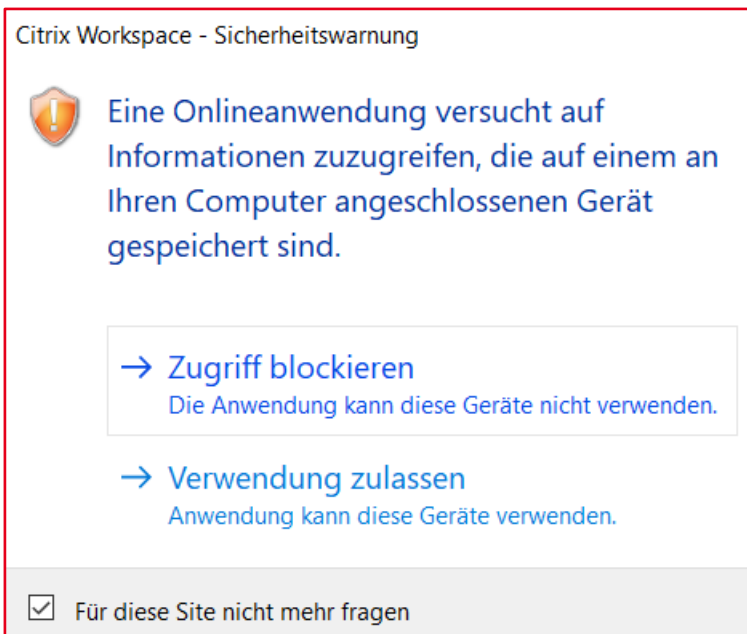 Citrix Workspace - Sicherheitswarnung
Eine Onlineanwendung versucht auf
Informationen zuzugreifen, die auf einem an
Ihren Computer angeschlossenen Gerät
gespeichert sind.
Zugriff blockieren
Die Anwendung kann diese Geräte nicht verwenden.
Verwendung zulassen
Anwendung kann diese Geräte verwenden.
Für diese Site nicht mehr fragen